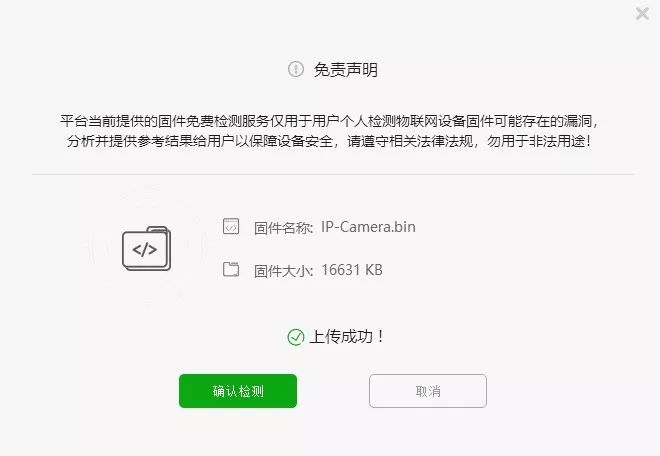 免责声明
平台当前提供的固件免费检测服务仅用于用户个人检测物联网设备固件可能存在的漏洞，
分析并提供参考结果给用户以保障设备安全，请遵守相关法律法规，勿用于非法用途！
固件名称: IP-Camera.bin
固件大小: 16631 KB
上传成功！
确认检测
取消